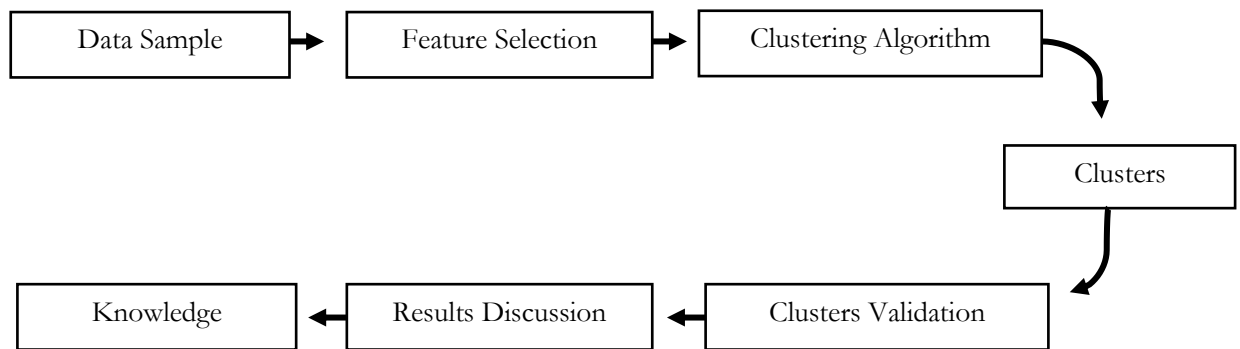 Data Sample
Feature Selection
Clustering Algorithm
Clusters
Clusters Validation
Results Discussion
Knowledge